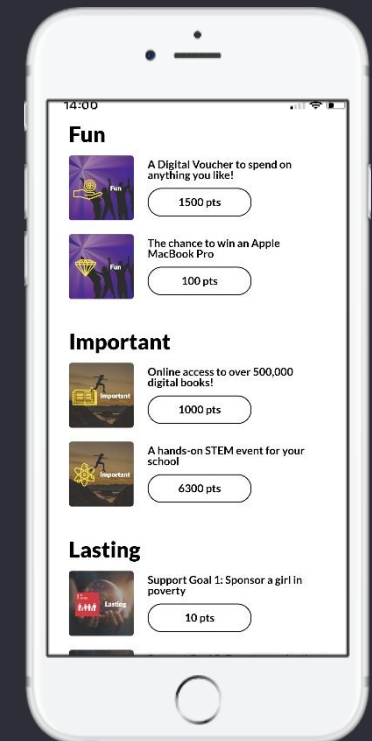 14:00
Fun
A Digital Voucher to spend on
anything you like!
Fun
1500 pts
The chance to win an Apple
MacBook Pro
Fun
100 pts
Important
Online access to over 500,000
digital books!
Important
1000 pts
A hands-on STEM event for your
school
Important
6300 pts
Lasting
Support Goal 1: Sponsor a girl in
poverty
Lasting
10 pts